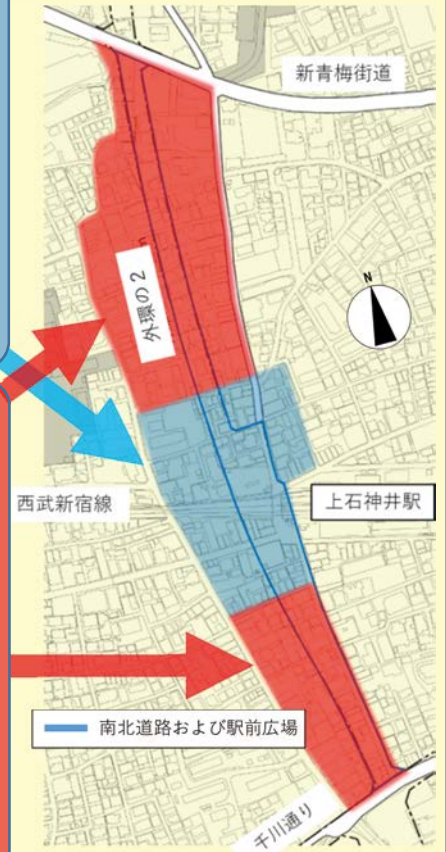 新青梅街道
外環の2
N
西武新宿線
上石神井駅
南北道路および駅前広場
千川通り